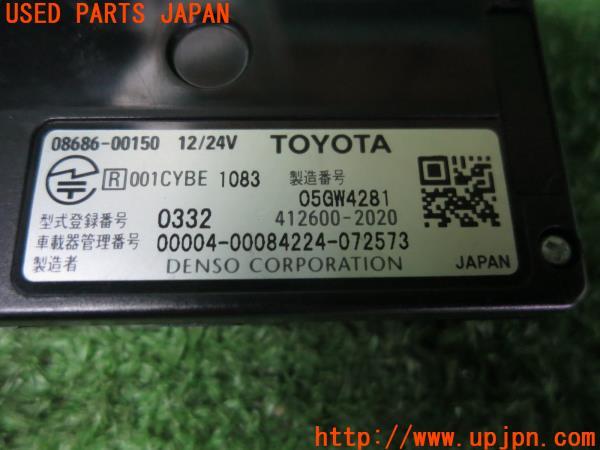 USED PARTS JAPAN
08686-00150 12/24V TOYOTA
R 001CYBE 1083 製造番号
05GW4281
型式登録番号 0332 412600-2020
車載器管理番号 00004-00084224-072573
製造者 DENSO CORPORATION JAPAN
http://www.upjpn.com